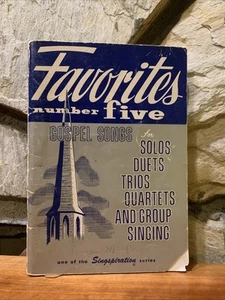 Favorites
number five
GOSPEL SONGS for
SOLOS
DUETS
TRIOS
QUARTETS
AND GROUP
SINGING
one of the Singspiration series